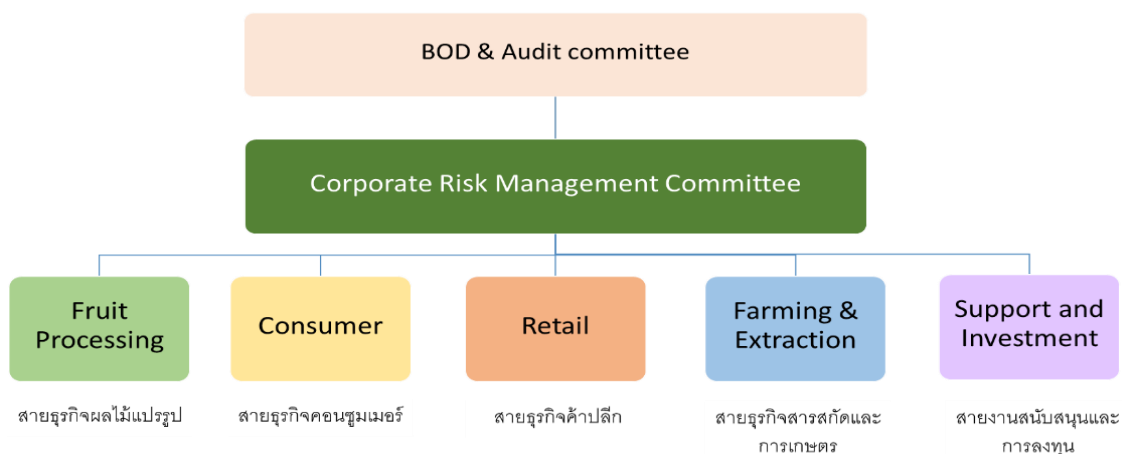 BOD & Audit committee
Corporate Risk Management Committee
Fruit
Processing
Consumer
Retail
Farming &
Extraction
Support and
Investment
สายธุรกิจผลไม้แปรรูป
สายธุรกิจคอนซูมเมอร์
สายธุรกิจค้าปลีก
สายธุรกิจสารสกัดและ
การเกษตร
สายงานสนับสนุนและ
การลงทุน